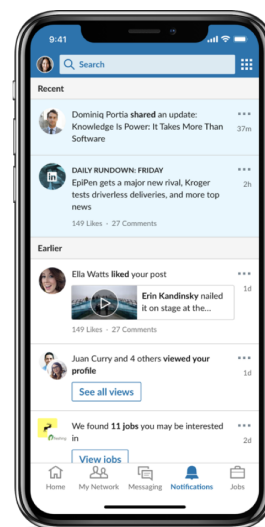 9:41
Search
Recent
Dominiq Portia shared an update:
Knowledge Is Power: It Takes More Than
Software
37m
DAILY RUNDOWN: FRIDAY
EpiPen gets a major new rival, Kroger
tests driverless deliveries, and more top
news
2h
149 Likes • 27 Comments
Earlier
Ella Watts liked your post
1d
Erin Kandinsky nailed
it on stage at the...
149 Likes • 27 Comments
Juan Curry and 4 others viewed your
profile
1d
See all views
We found 11 jobs you may be interested
in
2d
View jobs
Home
My Network
Messaging
Notifications
Jobs